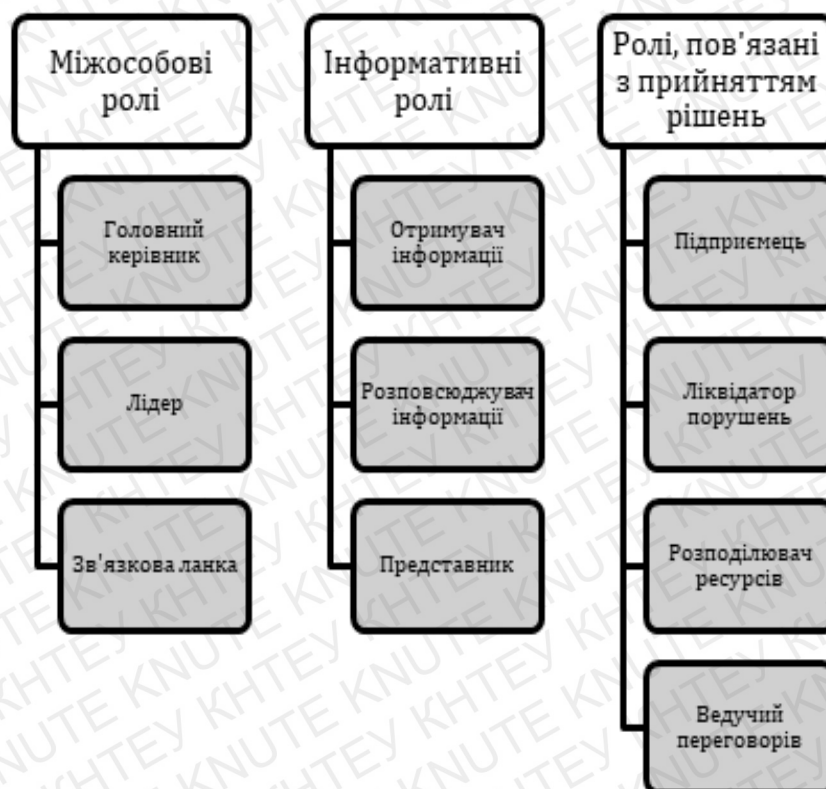 Міжособові
ролі
Головний
керівник
Лідер
Зв'язкова ланка
Інформативні
ролі
Отримувач
інформації
Розповсюджувач
інформації
Представник
Ролі, пов'язані
з прийняттям
рішень
Підприємець
Ліквідатор
порушень
Розподілювач
ресурсів
Ведучий
переговорів